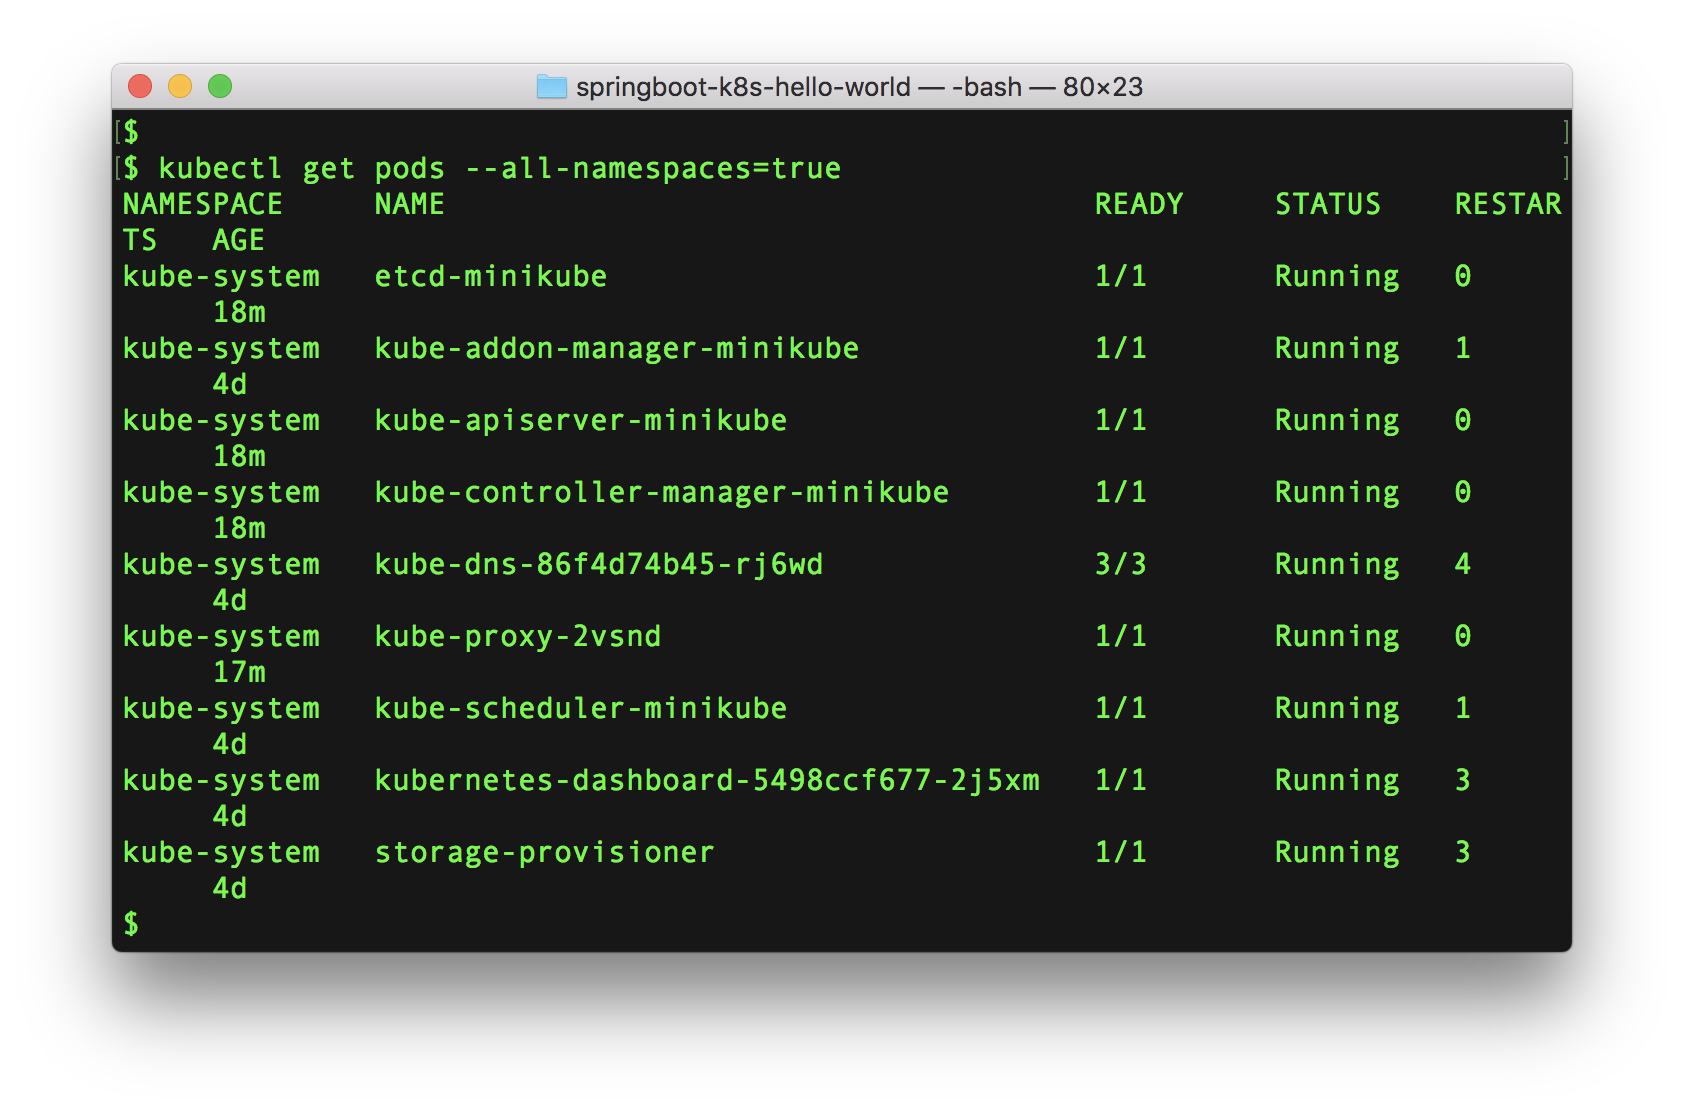 springboot-k8s-hello-world — -bash — 80×23
[$ ]
[$ kubectl get pods --all-namespaces=true ]
NAMESPACE     NAME                                    READY     STATUS    RESTAR
TS   AGE
kube-system   etcd-minikube                           1/1       Running   0
     18m
kube-system   kube-addon-manager-minikube             1/1       Running   1
     4d
kube-system   kube-apiserver-minikube                 1/1       Running   0
     18m
kube-system   kube-controller-manager-minikube        1/1       Running   0
     18m
kube-system   kube-dns-86f4d74b45-rj6wd               3/3       Running   4
     4d
kube-system   kube-proxy-2vsnd                        1/1       Running   0
     17m
kube-system   kube-scheduler-minikube                 1/1       Running   1
     4d
kube-system   kubernetes-dashboard-5498ccf677-2j5xm   1/1       Running   3
     4d
kube-system   storage-provisioner                     1/1       Running   3
     4d
$